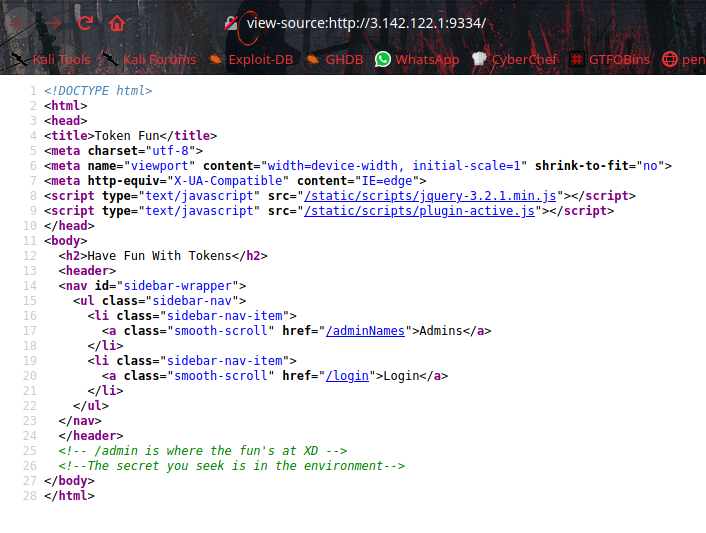 view-source:http://3.142.122.1:9334/
Kali Tools Kali Forums Exploit-DB GHDB WhatsApp CyberChef GTFOBins pen
1 <!DOCTYPE html>
2 <html>
3 <head>
4 <title>Token Fun</title>
5 <meta charset="utf-8">
6 <meta name="viewport" content="width=device-width, initial-scale=1" shrink-to-fit="no">
7 <meta http-equiv="X-UA-Compatible" content="IE=edge">
8 <script type="text/javascript" src="/static/scripts/jquery-3.2.1.min.js"></script>
9 <script type="text/javascript" src="/static/scripts/plugin-active.js"></script>
10 </head>
11 <body>
12 <h2>Have Fun With Tokens</h2>
13 <header>
14 <nav id="sidebar-wrapper">
15 <ul class="sidebar-nav">
16 <li class="sidebar-nav-item">
17 <a class="smooth-scroll" href="/adminNames">Admins</a>
18 </li>
19 <li class="sidebar-nav-item">
20 <a class="smooth-scroll" href="/login">Login</a>
21 </li>
22 </ul>
23 </nav>
24 </header>
25 <!-- /admin is where the fun's at XD -->
26 <!--The secret you seek is in the environment-->
27 </body>
28 </html>